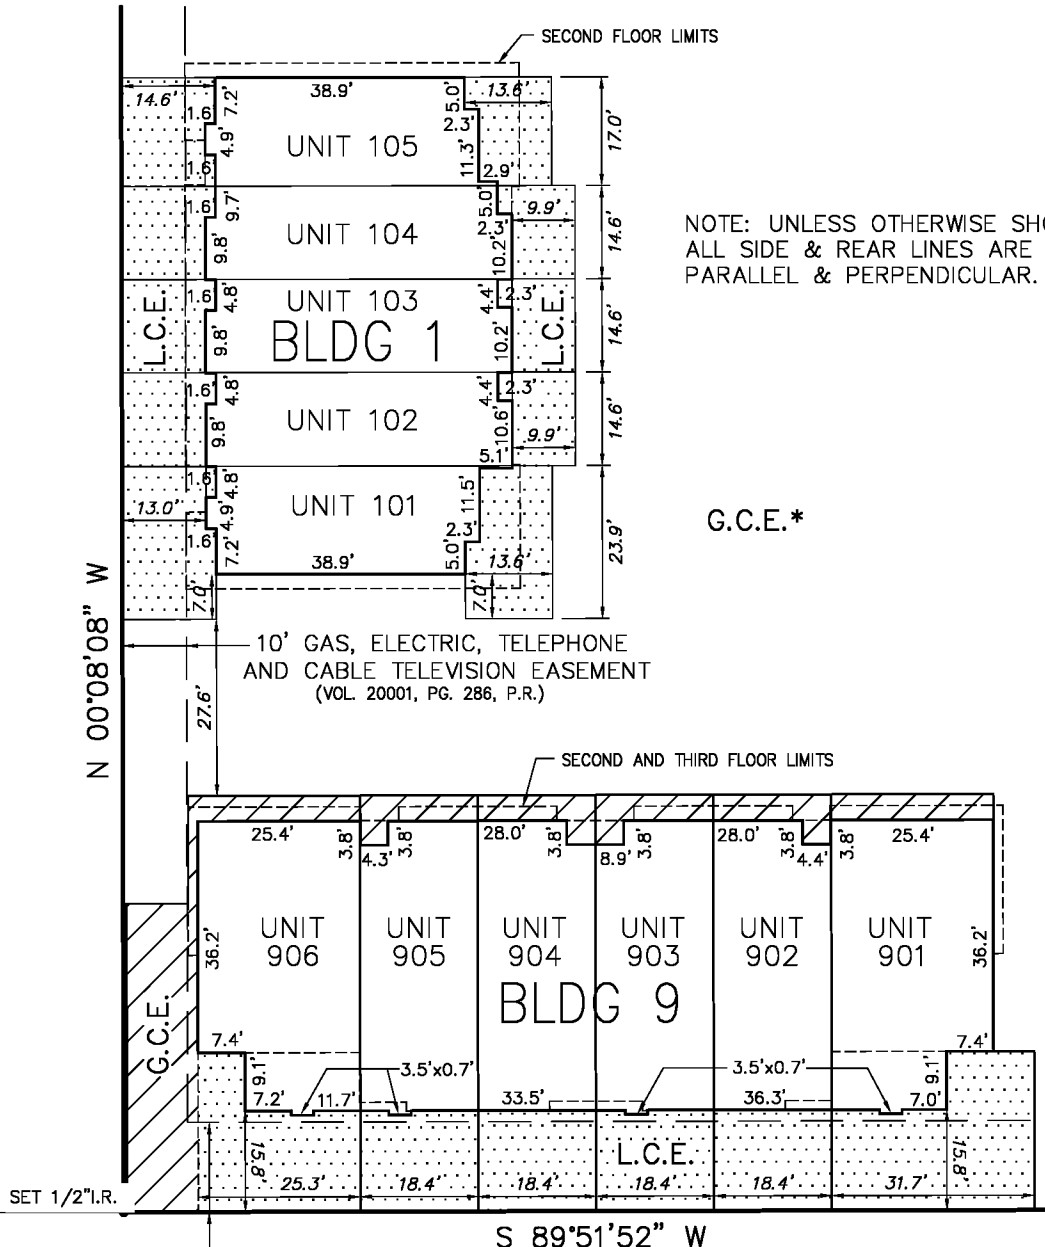 SECOND FLOOR LIMITS
14.6'
1.6'
7.2'
38.9'
5.0'
13.6'
17.0'
4.9'
UNIT 105
2.3'
11.3'
1.6'
2.9'
1.6'
9.7'
5.0'
9.9'
UNIT 104
2.3'
14.6'
9.8'
10.2'
NOTE: UNLESS OTHERWISE SHO
ALL SIDE & REAR LINES ARE
PARALLEL & PERPENDICULAR.
1.6'
4.8'
UNIT 103
4.4'
2.3'
L.C.E.
9.8'
BLDG 1
10.2'
L.C.E.
14.6'
1.6'
4.8'
4.4'
2.3'
9.8'
UNIT 102
10.6'
9.9'
14.6'
5.1'
1.6'
4.8'
UNIT 101
11.5'
13.0'
4.9'
2.3'
G.C.E.*
1.6'
7.2'
38.9'
5.0'
13.6'
23.9'
7.0'
7.0'
N 00°08'08" W
10' GAS, ELECTRIC, TELEPHONE
AND CABLE TELEVISION EASEMENT
(VOL. 20001, PG. 286, P.R.)
27.6'
SECOND AND THIRD FLOOR LIMITS
25.4'
3.8'
4.3'
3.8'
28.0'
3.8'
8.9'
3.8'
28.0'
3.8'
4.4'
3.8'
25.4'
36.2'
UNIT
906
UNIT
905
UNIT
904
UNIT
903
UNIT
902
UNIT
901
36.2'
BLDG 9
G.C.E.
7.4'
7.4'
9.1'
3.5'x0.7'
3.5'x0.7'
9.1'
7.2'
11.7'
33.5'
36.3'
7.0'
15.8'
L.C.E.
15.8'
25.3'
18.4'
18.4'
18.4'
18.4'
31.7'
SET 1/2"I.R.
S 89°51'52" W